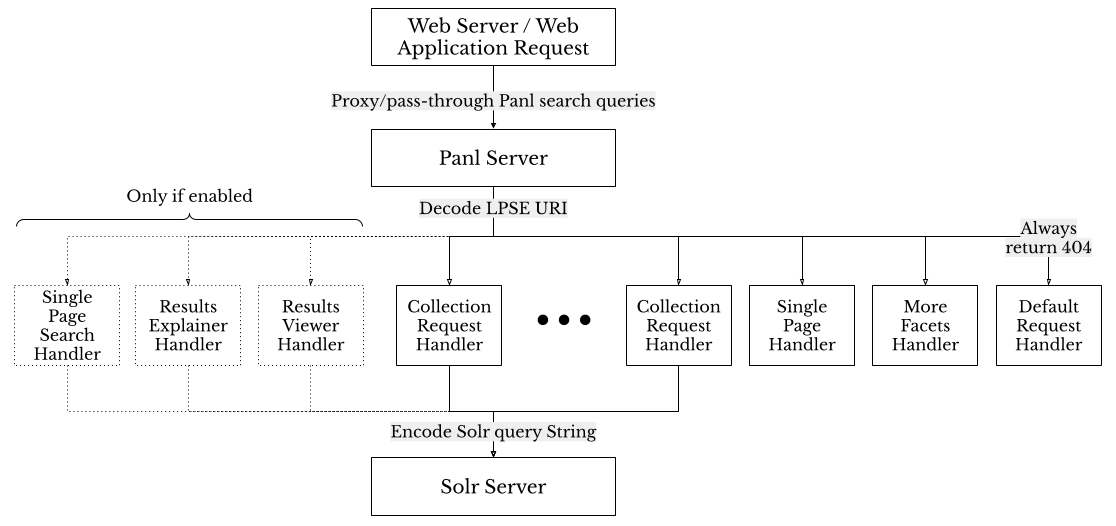 Web Server / Web
Application Request
Proxy/pass-through Panl search queries
Panl Server
Only if enabled
Decode LPSE URI
Always
return 404
Single
Page
Search
Handler
Results
Explainer
Handler
Results
Viewer
Handler
Collection
Request
Handler
Collection
Request
Handler
Single
Page
Handler
More
Facets
Handler
Default
Request
Handler
Encode Solr query String
Solr Server